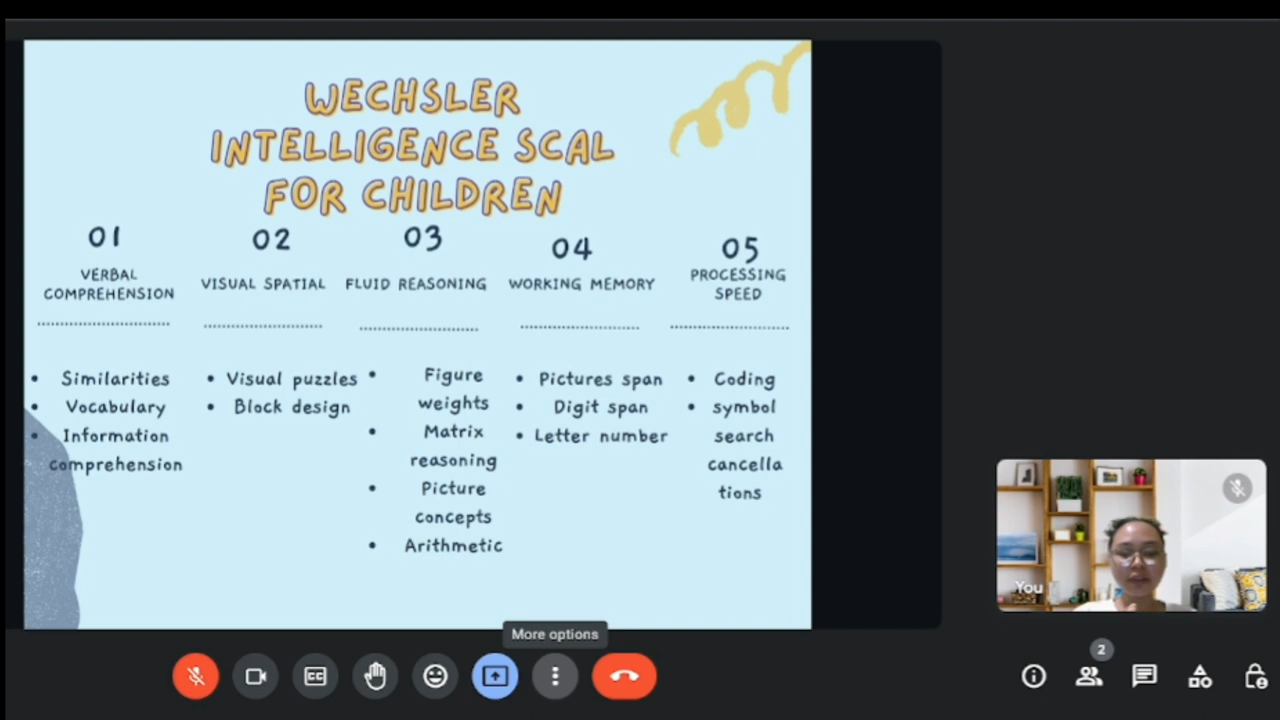 WECHSLER
INTELLIGENCE SCAL
FOR CHILDREN
01
VERBAL
COMPREHENSION
• Similarities
• Vocabulary
• Information
comprehension
02
VISUAL SPATIAL
• Visual puzzles
• Block design
03
FLUID REASONING
• Figure
weights
• Matrix
reasoning
• Picture
concepts
• Arithmetic
04
WORKING MEMORY
• Pictures span
• Digit span
• Letter number
05
PROCESSING
SPEED
• Coding
• symbol
search
cancella
tions
You
More options
CC
2